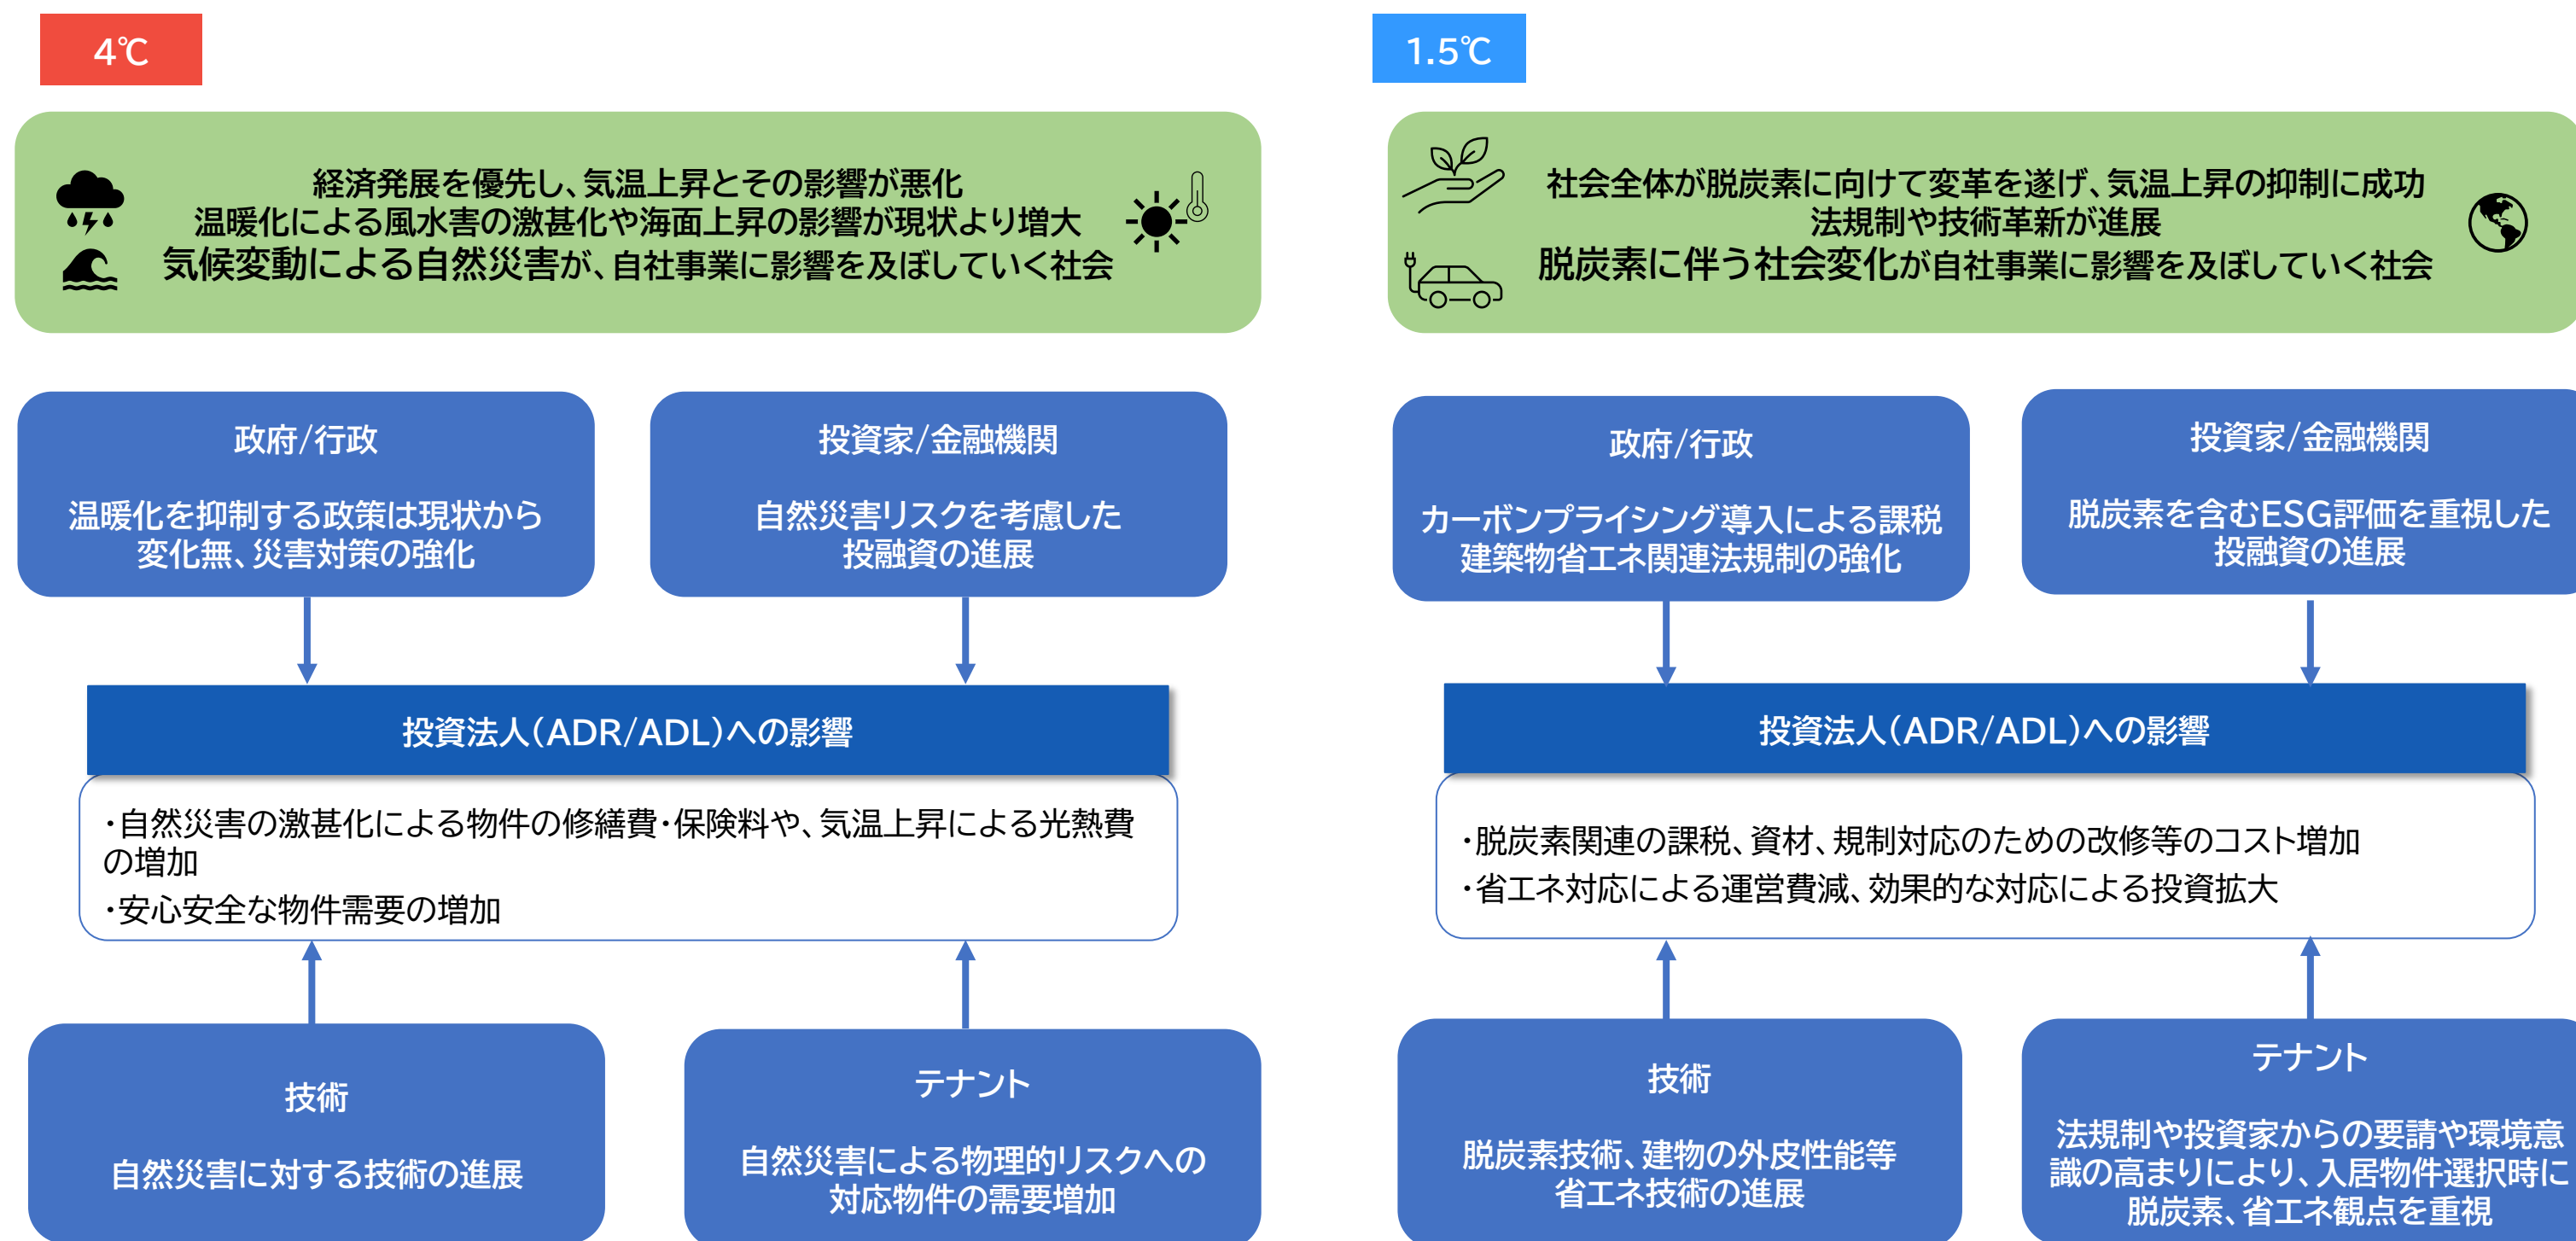 4℃
経済発展を優先し、気温上昇とその影響が悪化
温暖化による風水害の激甚化や海面上昇の影響が現状より増大
気候変動による自然災害が、自社事業に影響を及ぼしていく社会
政府/行政
温暖化を抑制する政策は現状から
変化無、災害対策の強化
投資家/金融機関
自然災害リスクを考慮した
投融資の進展
投資法人(ADR/ADL)への影響
・自然災害の激甚化による物件の修繕費・保険料や、気温上昇による光熱費
の増加
・安心安全な物件需要の増加
技術
自然災害に対する技術の進展
テナント
自然災害による物理的リスクへの
対応物件の需要増加
1.5℃
社会全体が脱炭素に向けて変革を遂げ、気温上昇の抑制に成功
法規制や技術革新が進展
脱炭素に伴う社会変化が自社事業に影響を及ぼしていく社会
政府/行政
カーボンプライシング導入による課税
建築物省エネ関連法規制の強化
投資家/金融機関
脱炭素を含むESG評価を重視した
投融資の進展
投資法人(ADR/ADL)への影響
・脱炭素関連の課税、資材、規制対応のための改修等のコスト増加
・省エネ対応による運営費減、効果的な対応による投資拡大
技術
脱炭素技術、建物の外皮性能等
省エネ技術の進展
テナント
法規制や投資家からの要請や環境意
識の高まりにより、入居物件選択時に
脱炭素、省エネ観点を重視